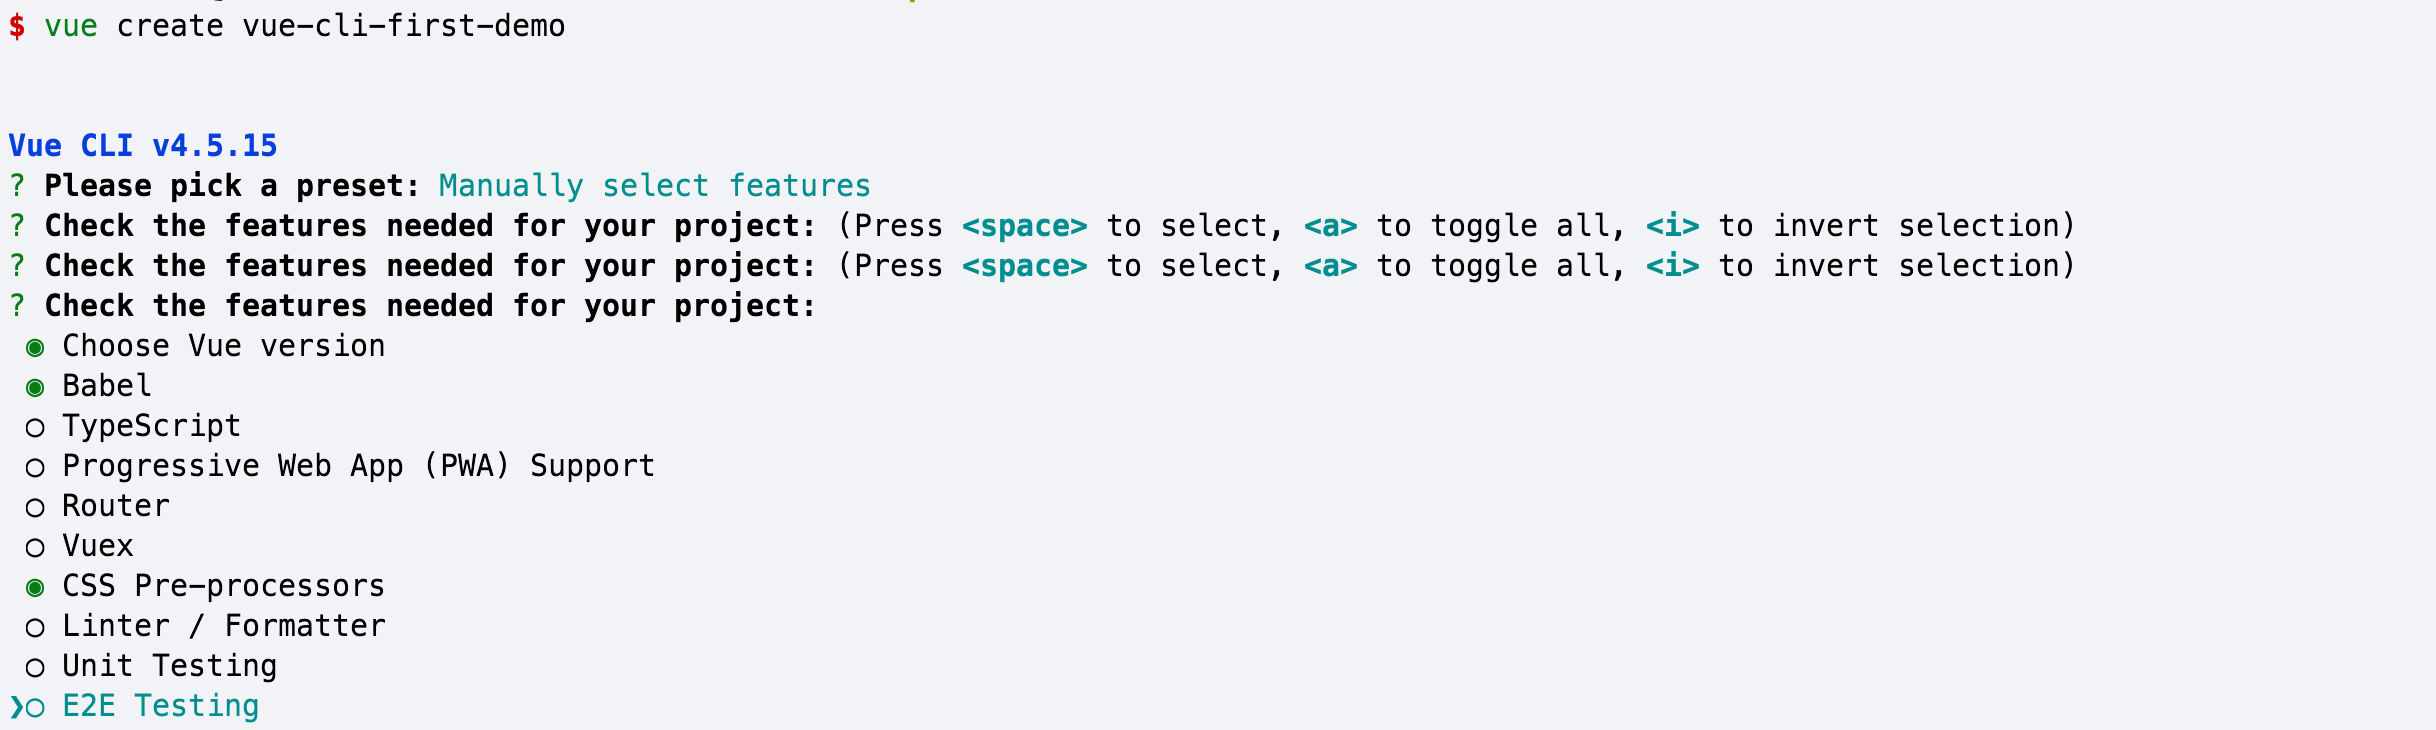 $ vue create vue-cli-first-demo
Vue CLI v4.5.15
? Please pick a preset: Manually select features
? Check the features needed for your project: (Press <space> to select, <a> to toggle all, <i> to invert selection)
? Check the features needed for your project: (Press <space> to select, <a> to toggle all, <i> to invert selection)
? Check the features needed for your project:
◉ Choose Vue version
◉ Babel
◯ TypeScript
◯ Progressive Web App (PWA) Support
◯ Router
◯ Vuex
◉ CSS Pre-processors
◯ Linter / Formatter
◯ Unit Testing
❯◯ E2E Testing